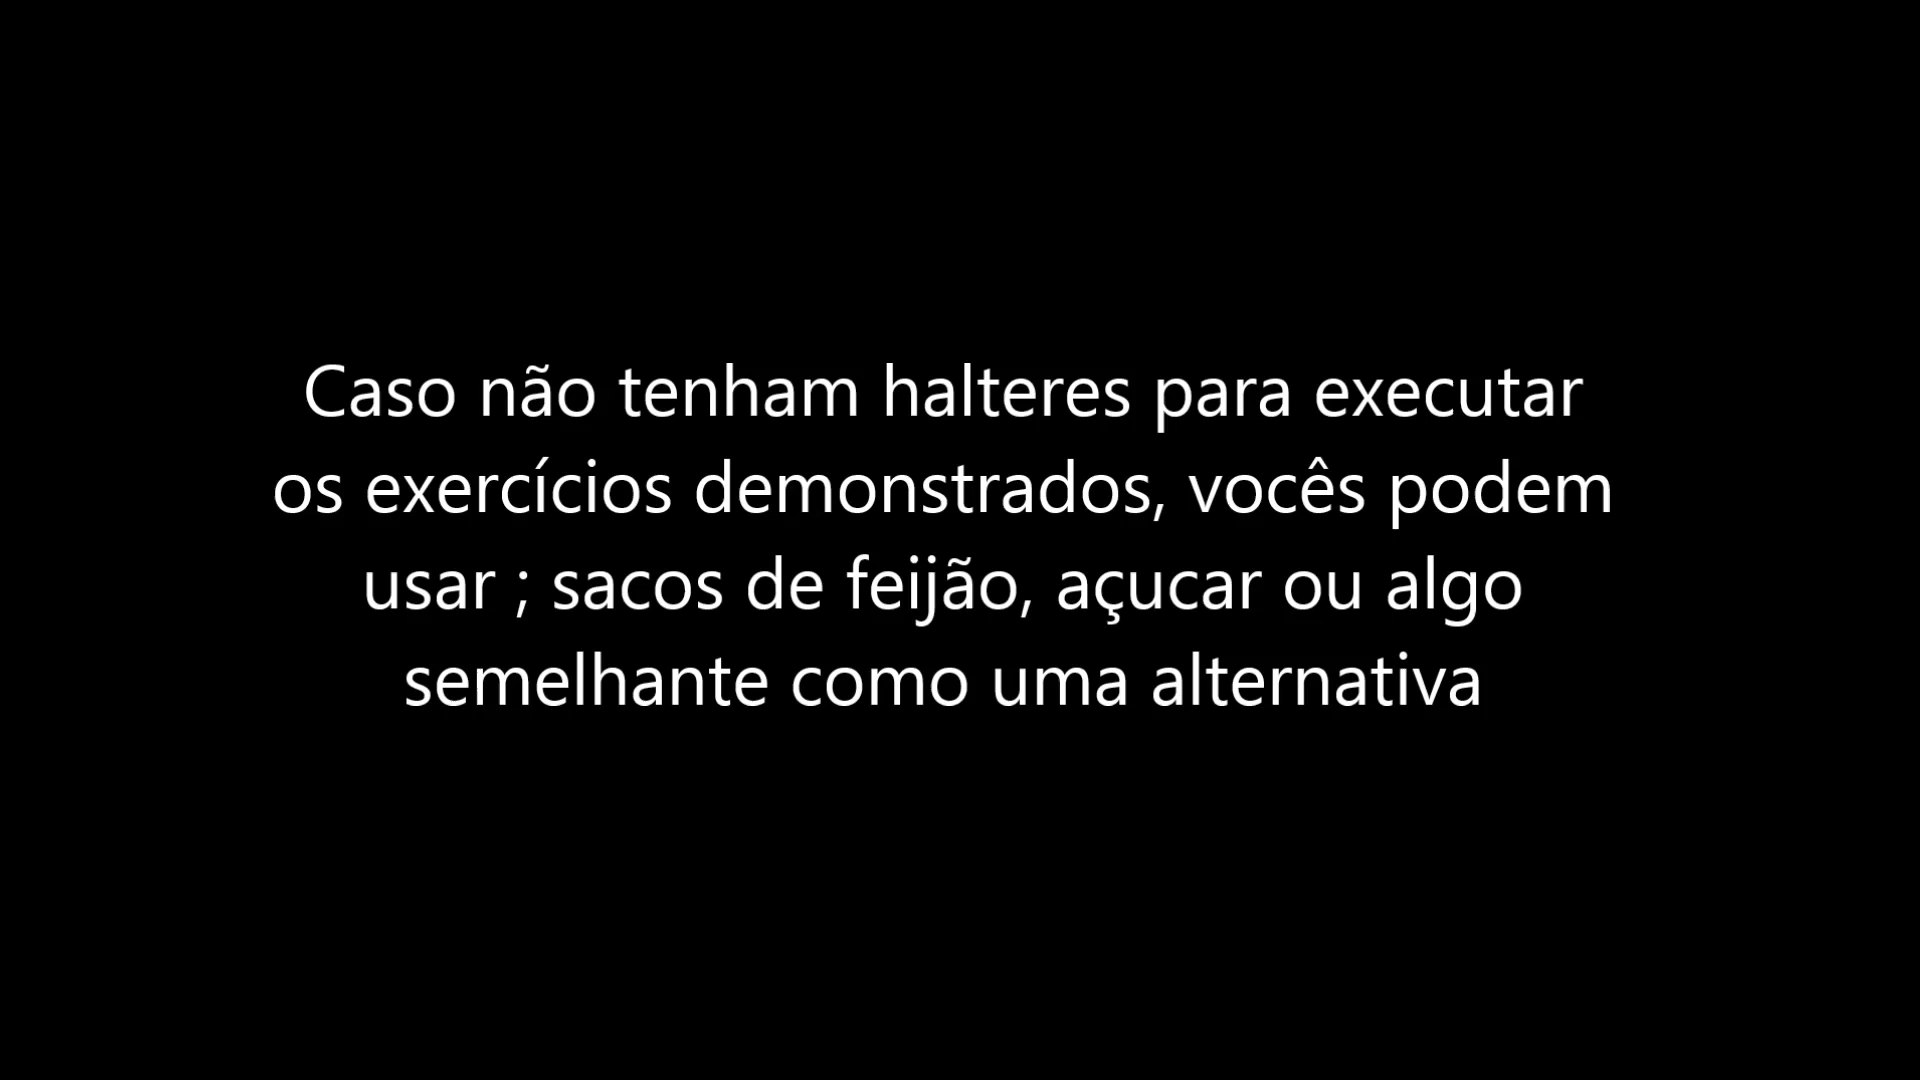 Caso não tenham halteres para executar
os exercícios demonstrados, vocês podem
usar ; sacos de feijão, açucar ou algo
semelhante como uma alternativa